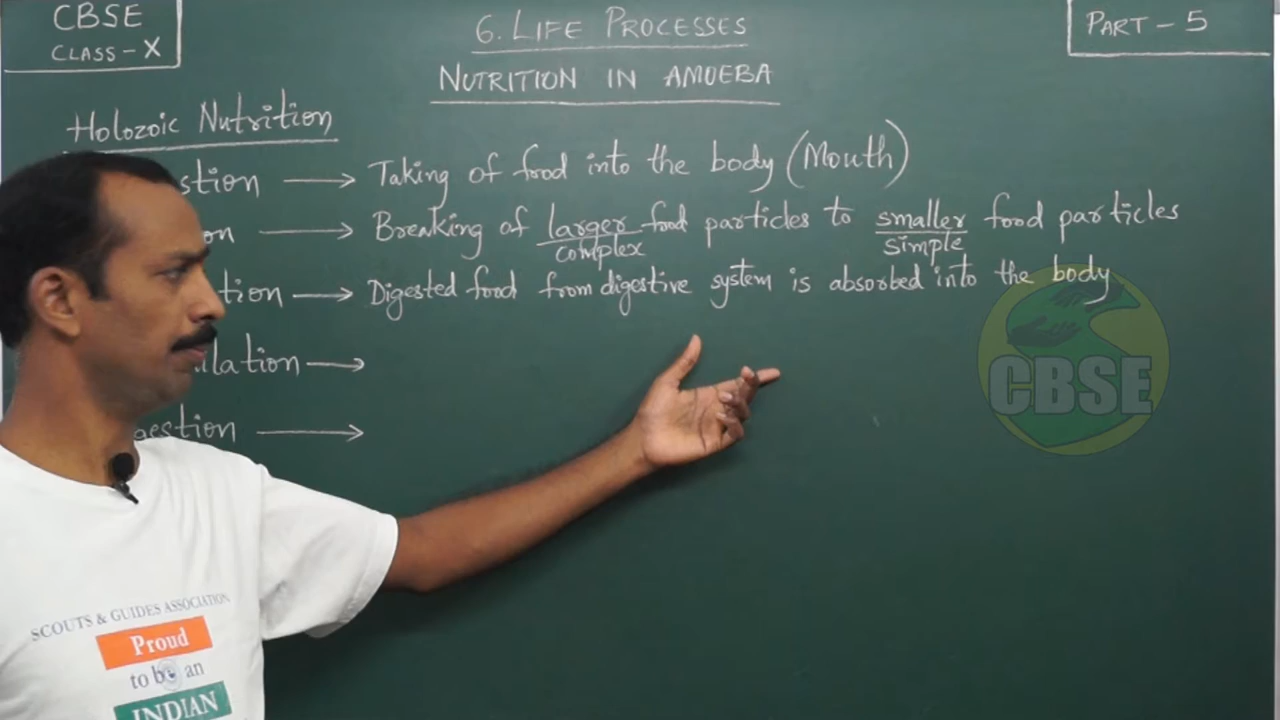 CBSE
CLASS-X
6. LIFE PROCESSES
PART-5
NUTRITION IN AMOEBA
Holozoic Nutrition
stion → Taking of food into the body (Mouth)
on → Breaking of larger food particles to smaller food particles
complex simple
tion → Digested food from digestive system is absorbed into the body
ilation →
estion →
CBSE
SCOUTS & GUIDES ASSOCIATION
Proud
to be an
INDIAN